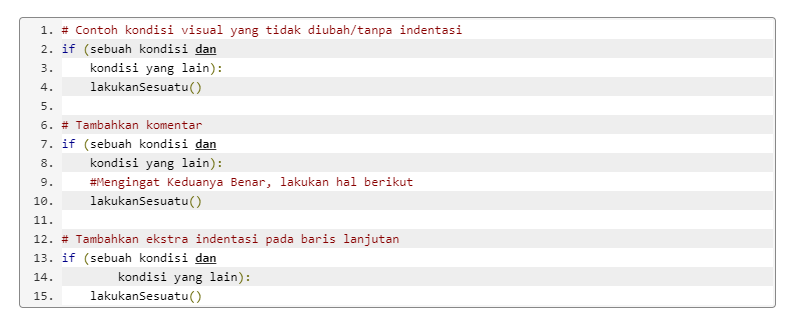 1. # Contoh kondisi visual yang tidak diubah/tanpa indentasi
2. if (sebuah kondisi dan
3.     kondisi yang lain):
4.     lakukanSesuatu()
5.
6. # Tambahkan komentar
7. if (sebuah kondisi dan
8.     kondisi yang lain):
9.     #Mengingat Keduanya Benar, lakukan hal berikut
10.     lakukanSesuatu()
11.
12. # Tambahkan ekstra indentasi pada baris lanjutan
13. if (sebuah kondisi dan
14.         kondisi yang lain):
15.     lakukanSesuatu()